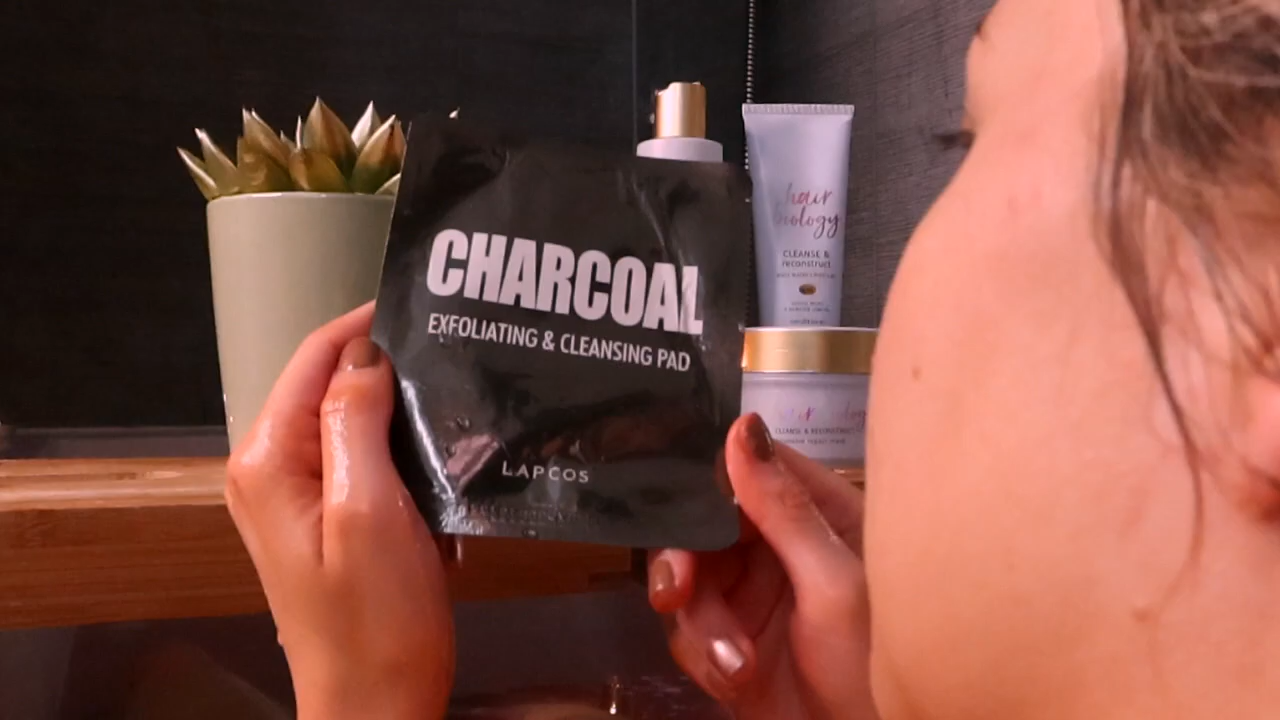 CHARCOAL
EXFOLIATING & CLEANSING PAD
LAPCOS
hair
biology
CLEANSE &
reconstruct
CLEANSE & RECONSTRUCT